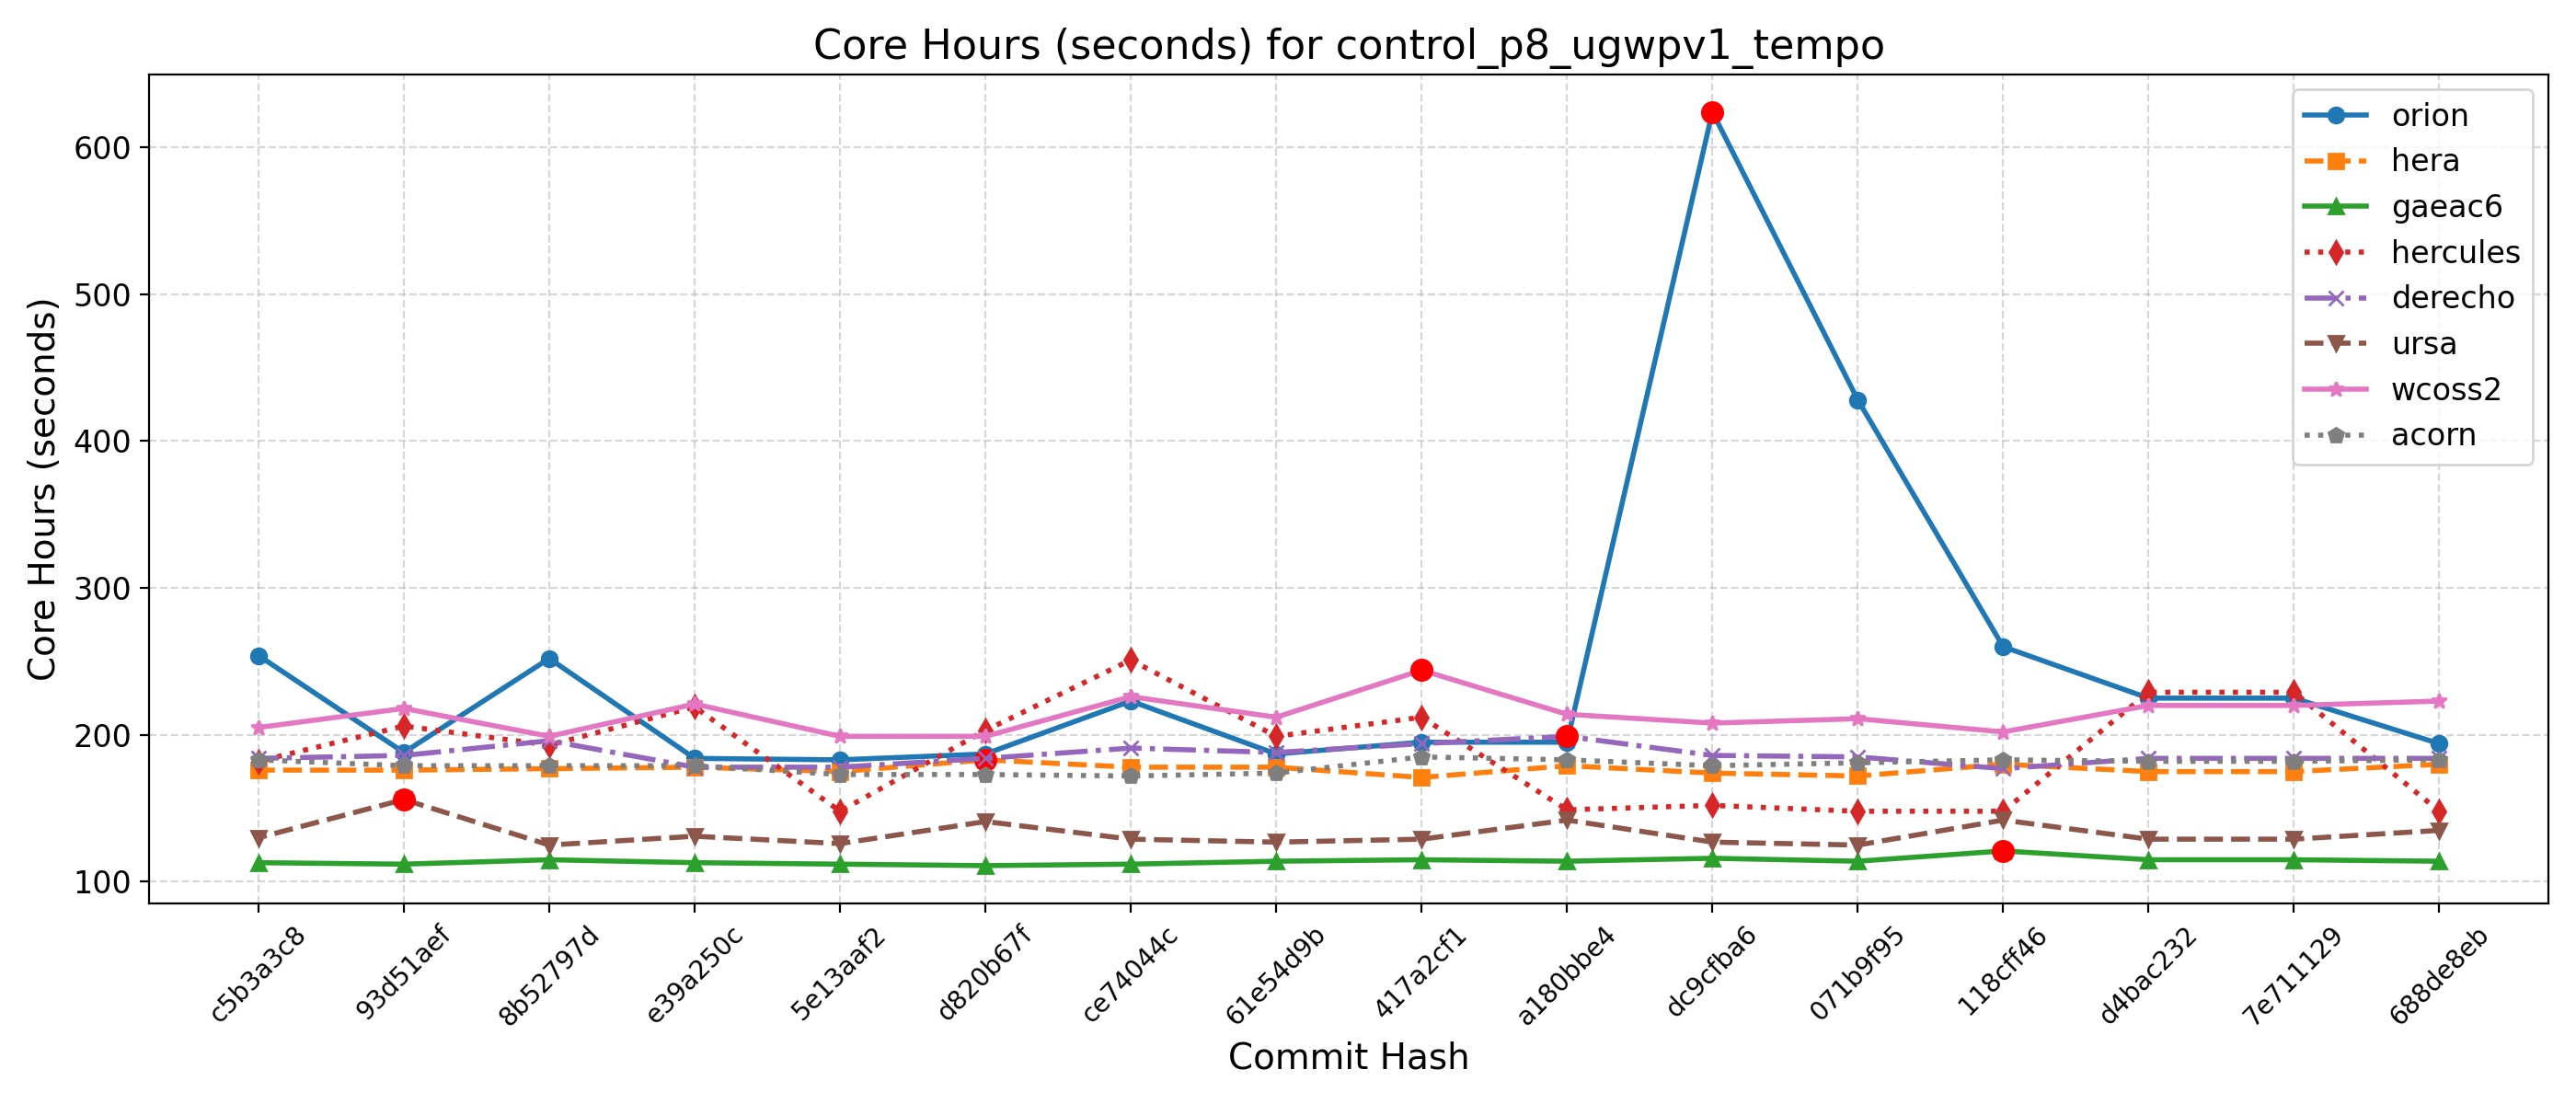 Core Hours (seconds) for control_p8_ugwpv1_tempo
Core Hours (seconds)
600
500
400
300
200
100
orion
hera
gaeac6
hercules
derecho
ursa
wcoss2
acorn
c5b3a3c8
93d51aef
8b52797d
e39a250c
5e13aaf2
d820b67f
ce74044c
61e54d9b
417a2cf1
a180bbe4
dc9cfba6
071b9f95
118cff46
d4bac232
7e711129
688de8eb
Commit Hash